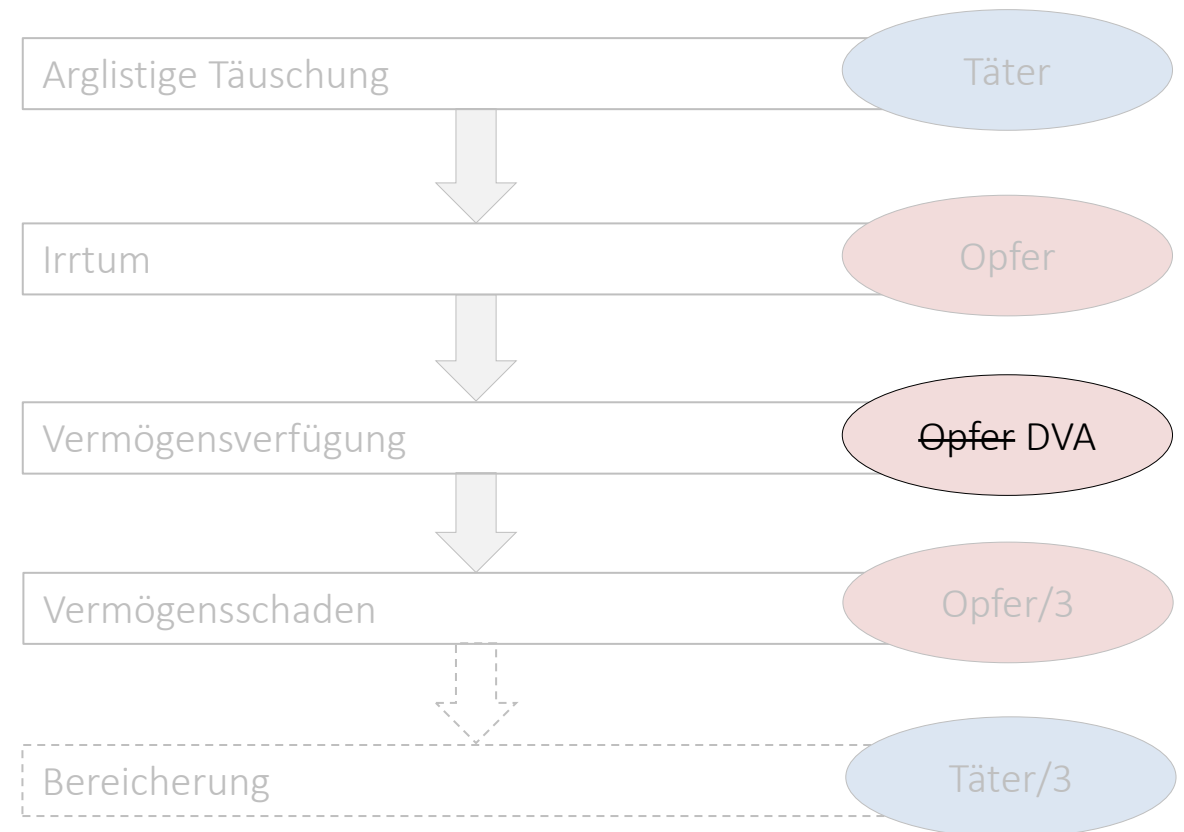 Arglistige Täuschung
Täter
Irrtum
Opfer
Vermögensverfügung
Opfer DVA
Vermögensschaden
Opfer/3
Bereicherung
Täter/3